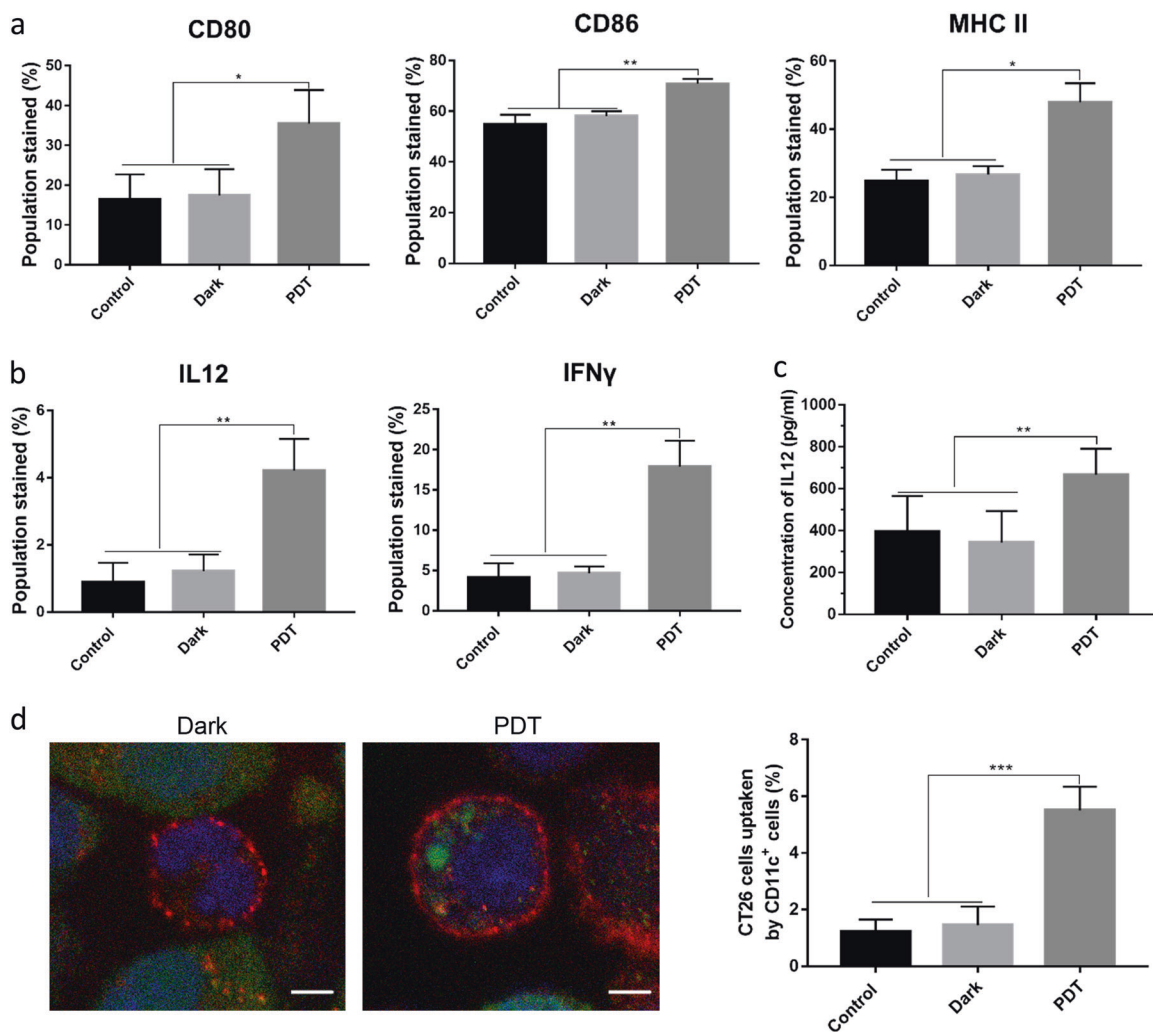 a
CD80
Population stained (%)
50
40
30
20
10
0
*
Control
Dark
PDT
CD86
Population stained (%)
80
60
40
20
0
**
Control
Dark
PDT
MHC II
Population stained (%)
60
40
20
0
*
Control
Dark
PDT
b
IL12
Population stained (%)
6
4
2
0
**
Control
Dark
PDT
IFNγ
Population stained (%)
25
20
15
10
5
0
**
Control
Dark
PDT
c
Concentration of IL12 (pg/ml)
1000
800
600
400
200
0
**
Control
Dark
PDT
d
Dark
PDT
CT26 cells uptaken
by CD11c⁺ cells (%)
8
6
4
2
0
***
Control
Dark
PDT